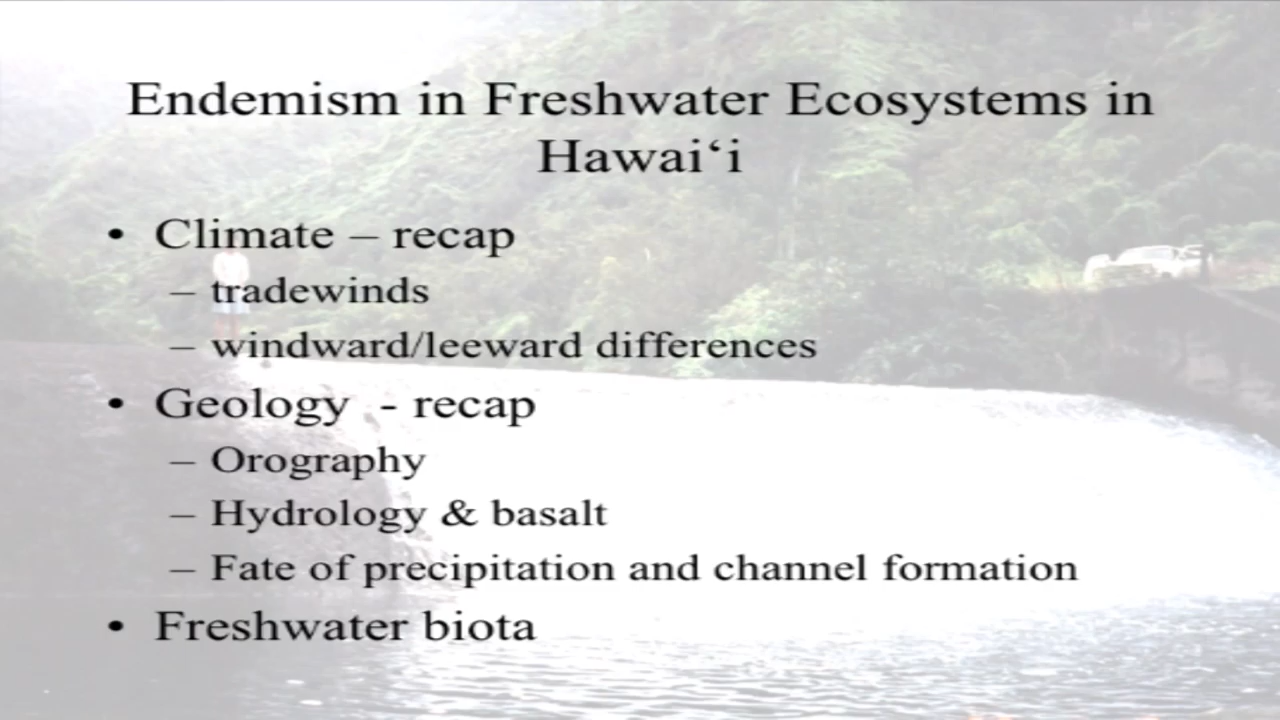 Endemism in Freshwater Ecosystems in
Hawai‘i
• Climate – recap
– tradewinds
– windward/leeward differences
• Geology  - recap
– Orography
– Hydrology & basalt
– Fate of precipitation and channel formation
• Freshwater biota